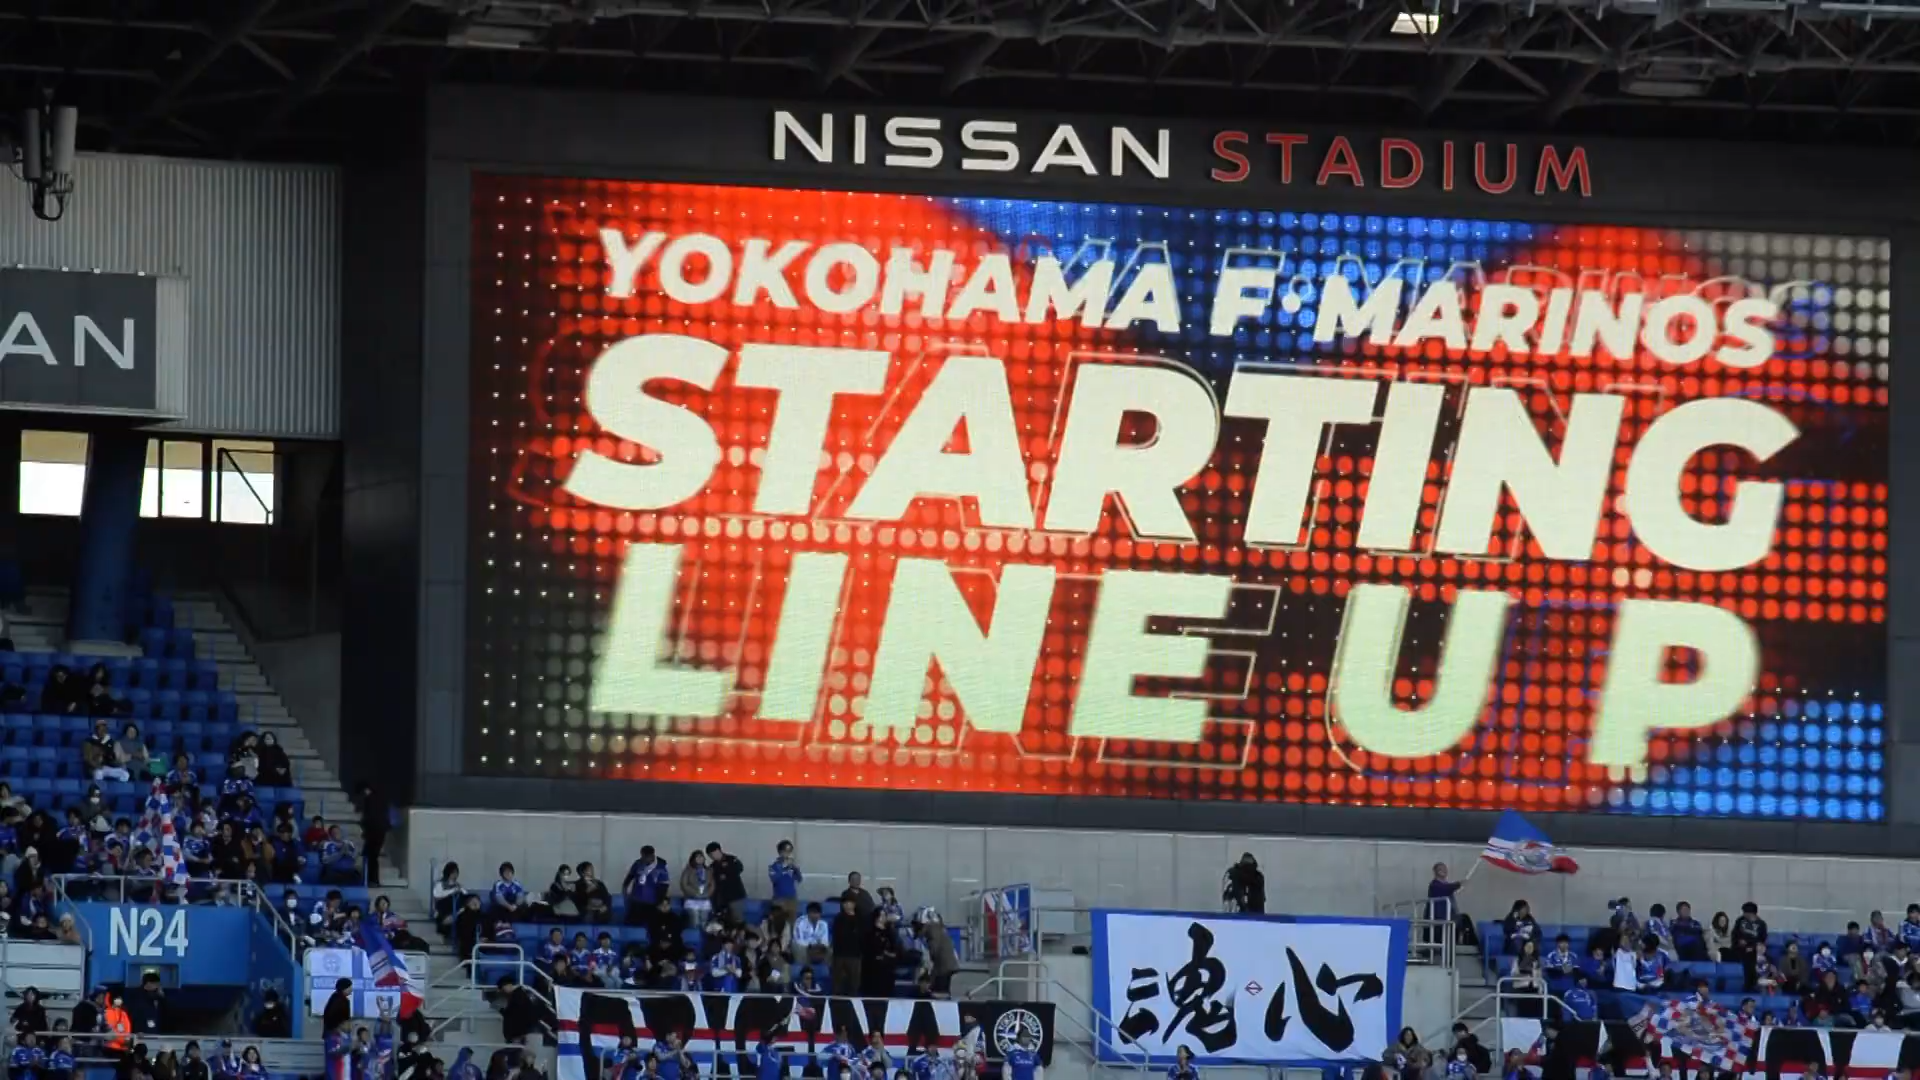 NISSAN STADIUM
YOKOHAMA F·MARINOS
STARTING
LINE UP
AN
N24
魂心